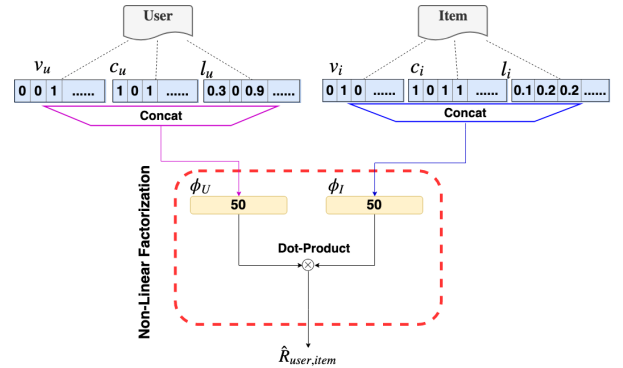 User Item
v_u c_u l_u v_i c_i l_i
0 0 1 ...... 1 0 1 ...... 0.3 0 0.9 ...... 0 1 0 ...... 1 0 1 1 ...... 0.1 0.2 0.2 ......
Concat Concat
Non-Linear Factorization
ϕ_U ϕ_I
50 50
Dot-Product
⊗
R̂_{user,item}